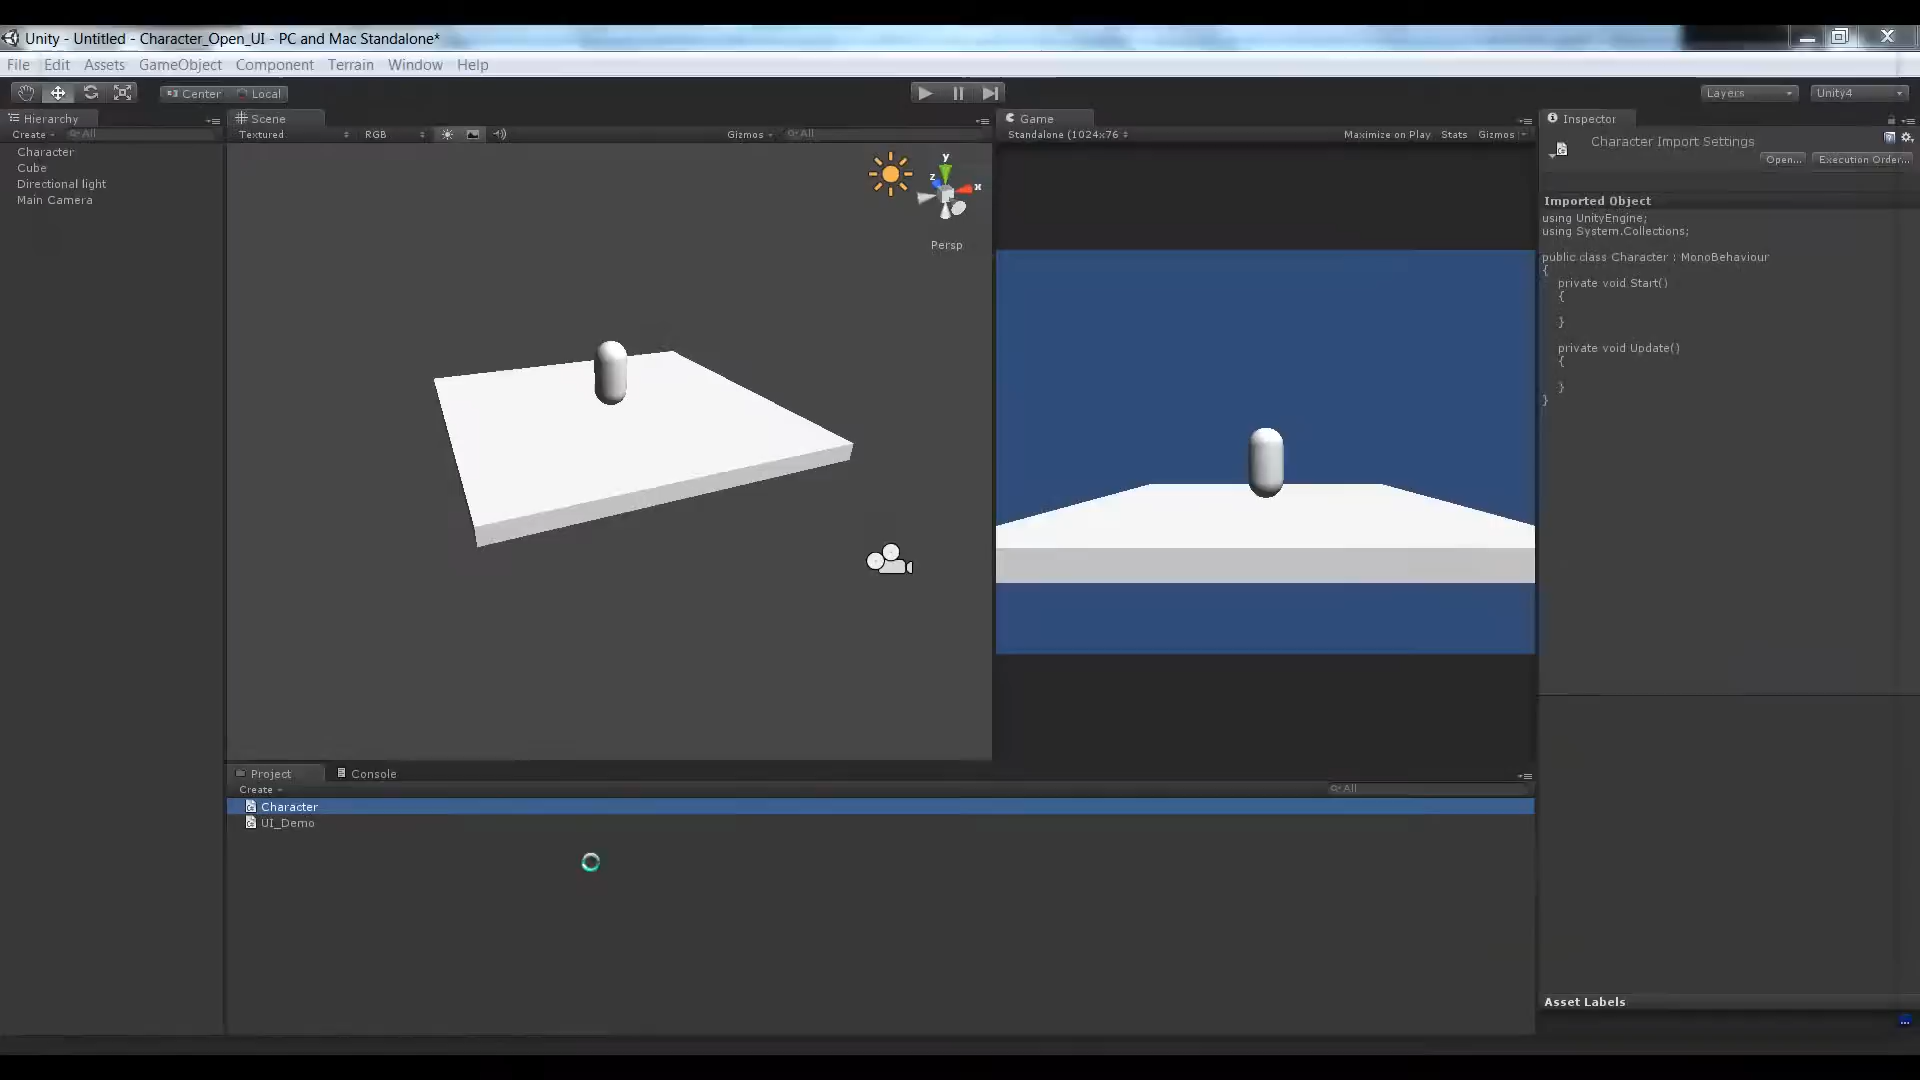 Unity - Untitled - Character_Open_UI - PC and Mac Standalone*
File Edit Assets GameObject Component Terrain Window Help
Center Local
Layers Unity4
Hierarchy
Create All
Character
Cube
Directional light
Main Camera
Scene
Textured RGB Gizmos All
y
z
x
Persp
Game
Standalone (1024x76 Maximize on Play Stats Gizmos
Inspector
Character Import Settings
Open... Execution Order...
Imported Object
using UnityEngine;
using System.Collections;
public class Character : MonoBehaviour
{
private void Start()
{
}
private void Update()
{
}
}
Project Console
Create All
Character
UI_Demo
Asset Labels
...